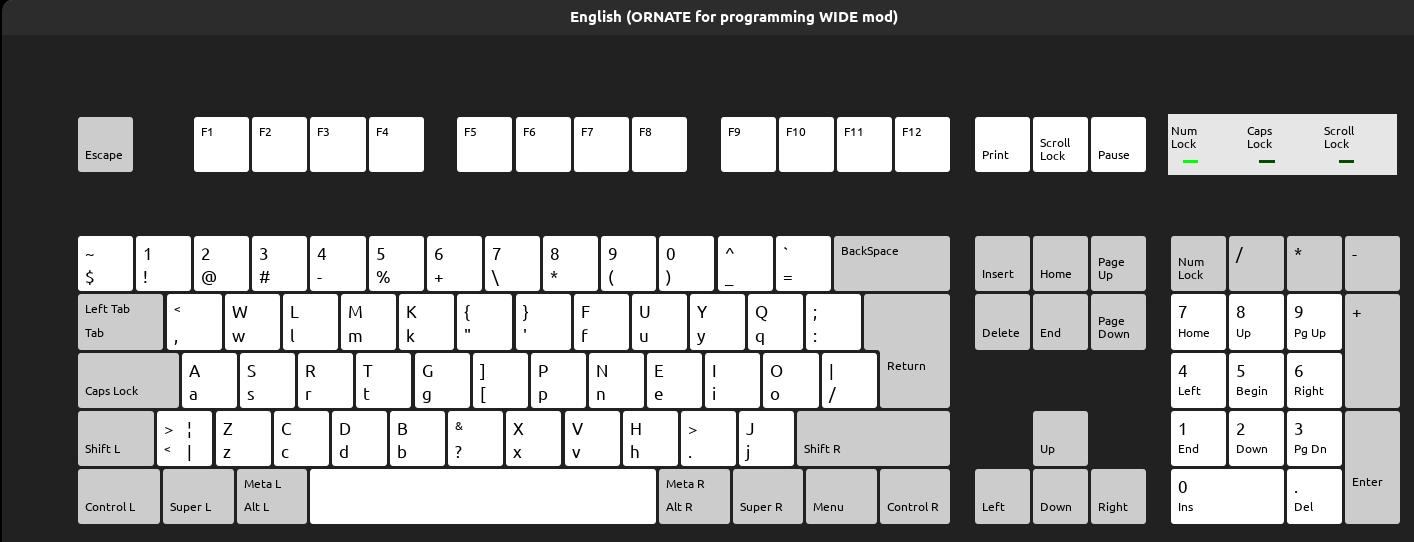 English (ORNATE for programming WIDE mod)
Escape F1 F2 F3 F4 F5 F6 F7 F8 F9 F10 F11 F12 Print Scroll Lock Pause Num Lock Caps Lock Scroll Lock
~ 1 2 3 4 5 6 7 8 9 0 ^ ` BackSpace
$ ! @ # - % + \ * ( ) _ =
Insert Home Page Up Num Lock / * -
Left Tab < W L M K { } F U Y Q ;
Tab , w l m k " ' f u y q :
Delete End Page Down 7 8 9 +
Home Up Pg Up
A S R T G ] P N E I O | Return
Caps Lock a s r t g [ p n e i o /
4 5 6
Left Begin Right
> ¦ Z C D B & X V H > J
Shift L < | z c d b ? x v h . j Shift R
Up 1 2 3
End Down Pg Dn Enter
Meta L Meta R
Control L Super L Alt L Alt R Super R Menu Control R
Left Down Right 0 .
Ins Del